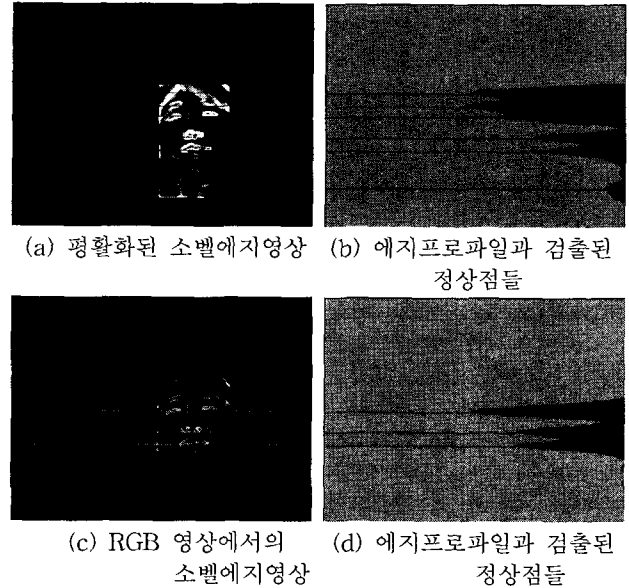 (a) 평활화된 소벨에지영상
(b) 에지프로파일과 검출된
정상점들
(c) RGB 영상에서의
소벨에지영상
(d) 에지프로파일과 검출된
정상점들